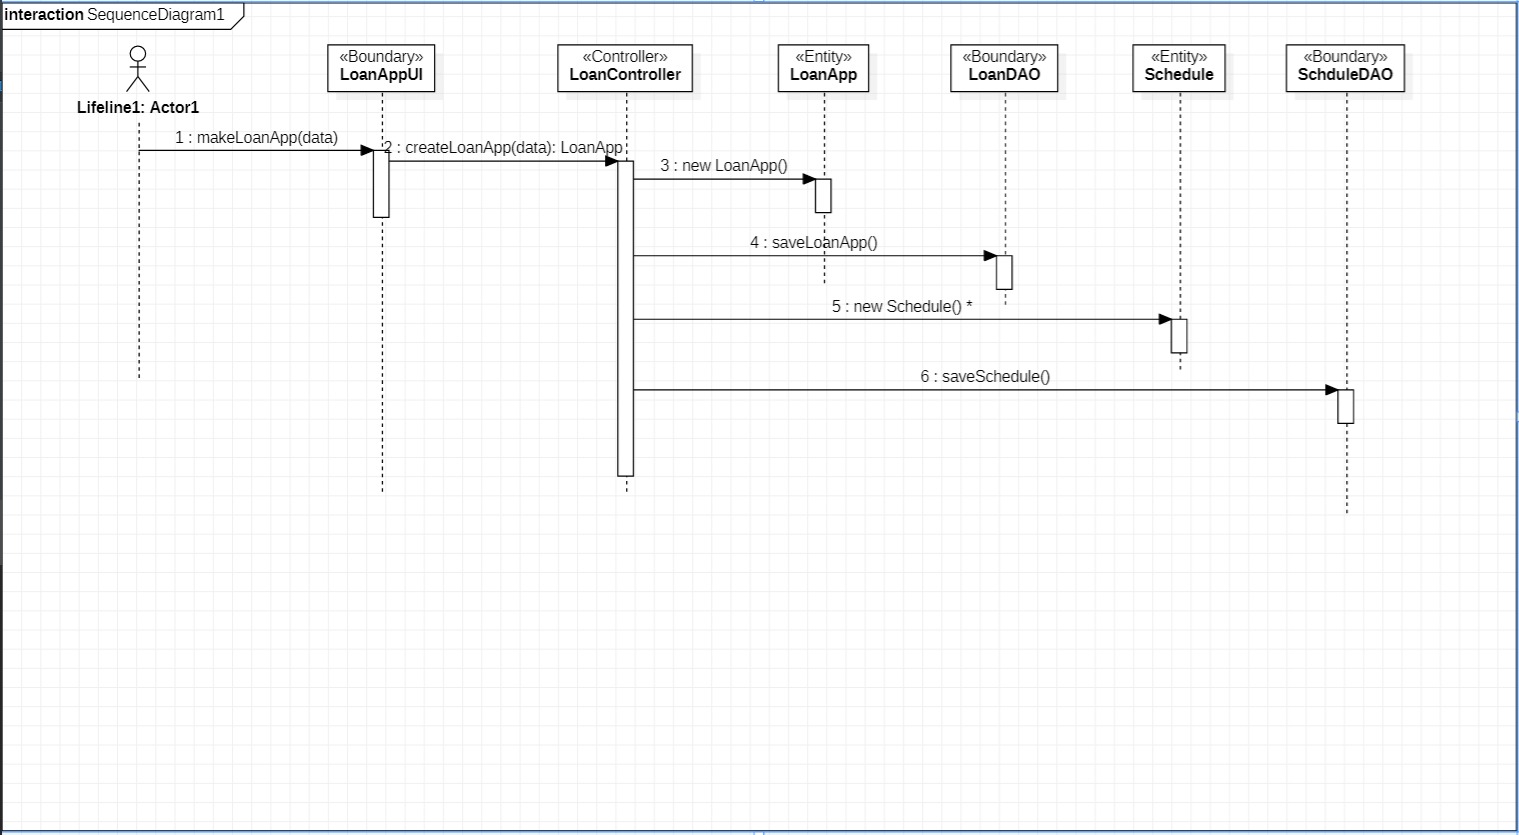 interaction SequenceDiagram1
«Boundary»
LoanAppUI
«Controller»
LoanController
«Entity»
LoanApp
«Boundary»
LoanDAO
«Entity»
Schedule
«Boundary»
SchduleDAO
Lifeline1: Actor1
1 : makeLoanApp(data)
2 : createLoanApp(data): LoanApp
3 : new LoanApp()
4 : saveLoanApp()
5 : new Schedule() *
6 : saveSchedule()